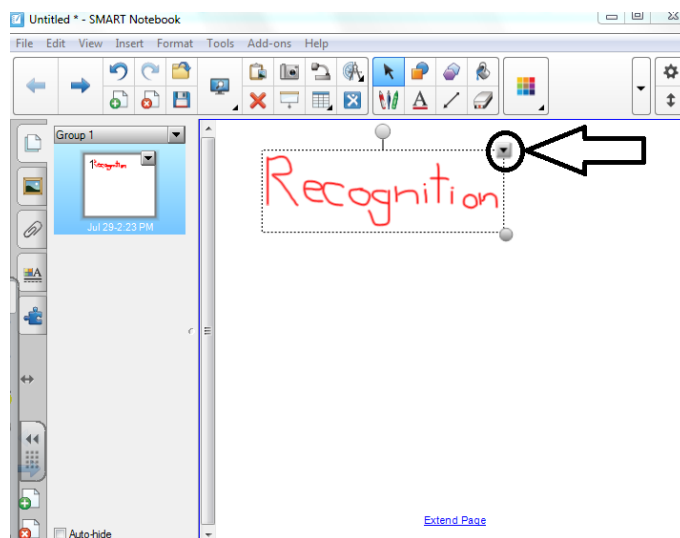 Untitled * - SMART Notebook
File Edit View Insert Format Tools Add-ons Help
Group 1
Recognition
Jul 29-2:23 PM
Recognition
Extend Page
Auto-hide